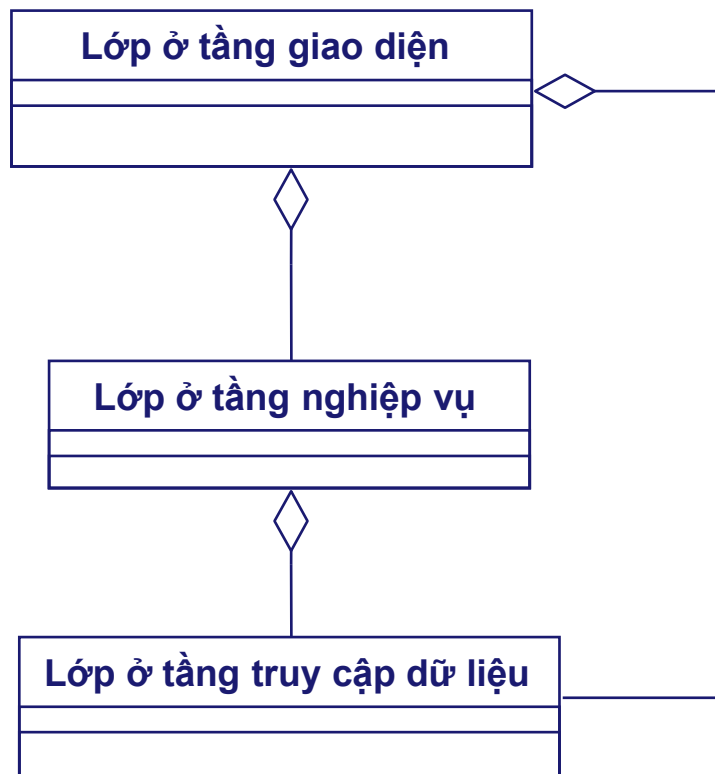 Lớp ở tầng giao diện
Lớp ở tầng nghiệp vụ
Lớp ở tầng truy cập dữ liệu